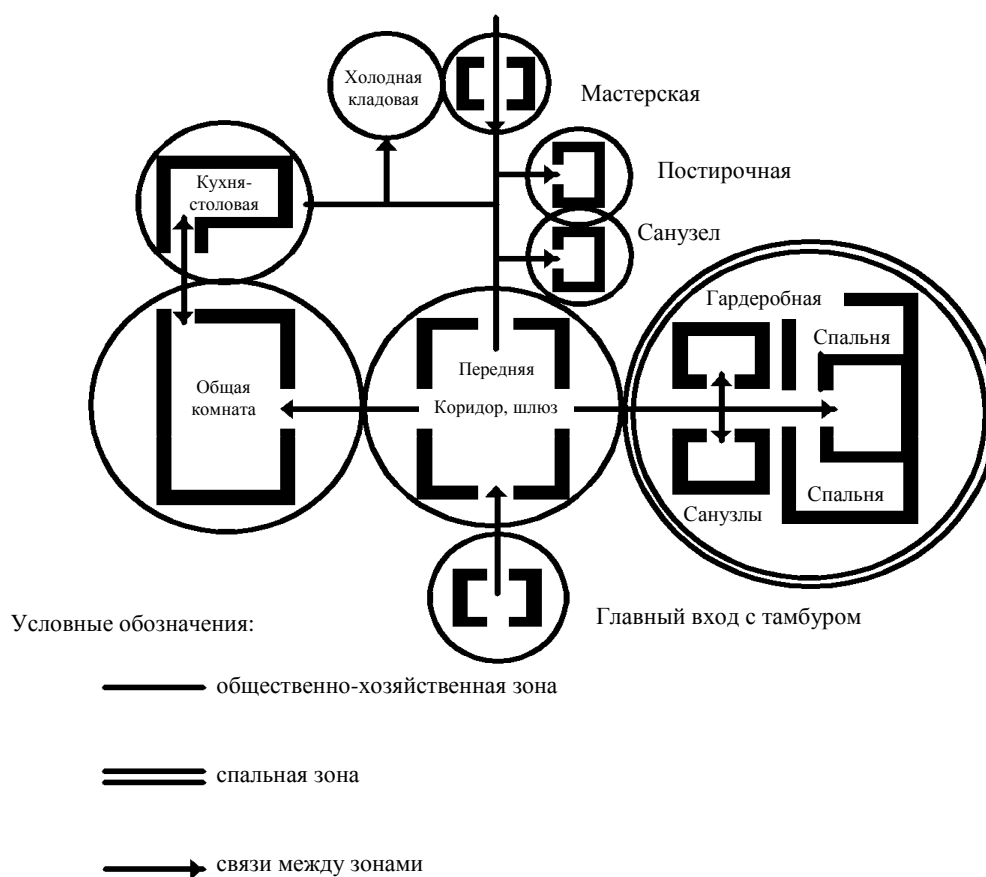 Холодная
кладовая
Мастерская
Постирочная
Кухня-
столовая
Санузел
Гардеробная
Спальня
Передняя
Общая
комната
Коридор, шлюз
Спальня
Санузлы
Главный вход с тамбуром
Условные обозначения:
общественно-хозяйственная зона
спальная зона
связи между зонами